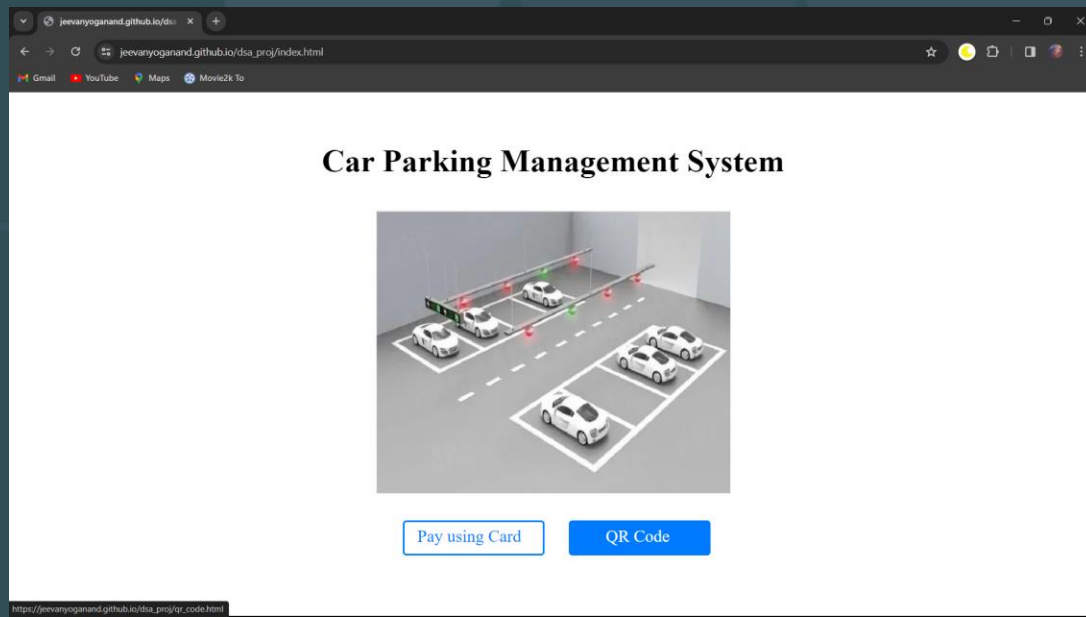 jeevanyoganand.github.io/ds
jeevanyoganand.github.io/dsa_proj/index.html
Gmail YouTube Maps Movie2k To
Car Parking Management System
Pay using Card QR Code
https://jeevanyoganand.github.io/dsa_proj/qr_code.html